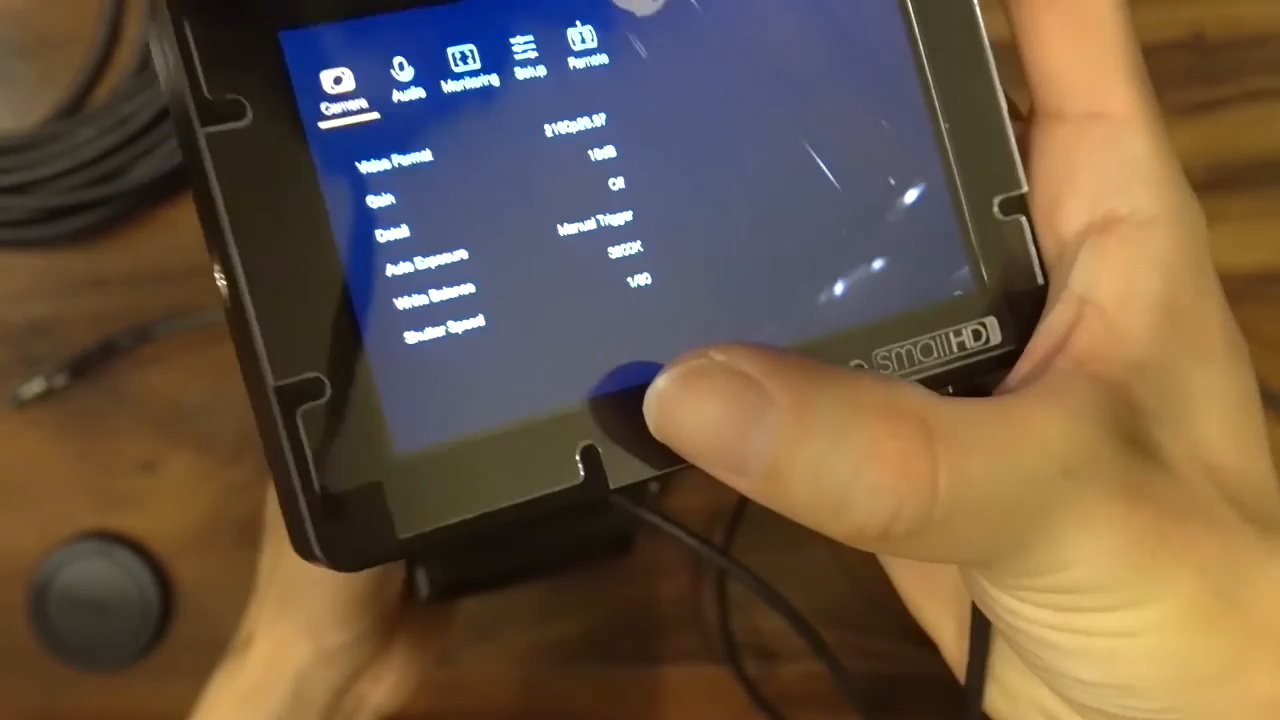 Camera Audio Monitoring Setup Remote
Video Format 2160p29.97
Gain 18dB
Detail Off
Auto Exposure Manual Trigger
White Balance
Shutter Speed 1/60
smallHD